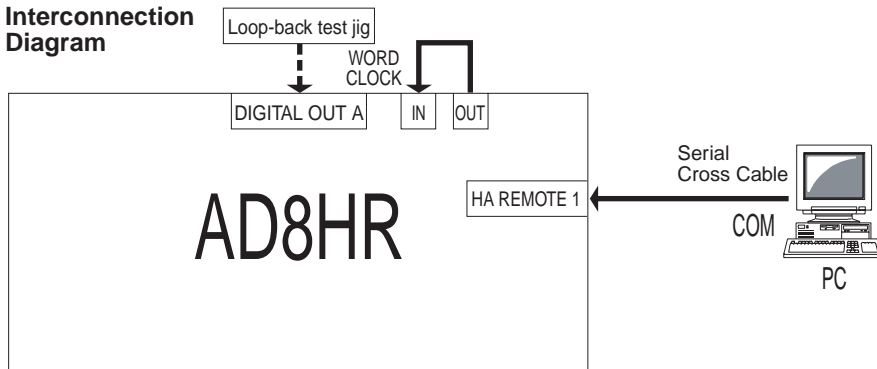 Interconnection
Diagram
Loop-back test jig
WORD
CLOCK
DIGITAL OUT A
IN
OUT
Serial
Cross Cable
HA REMOTE 1
AD8HR
COM
PC